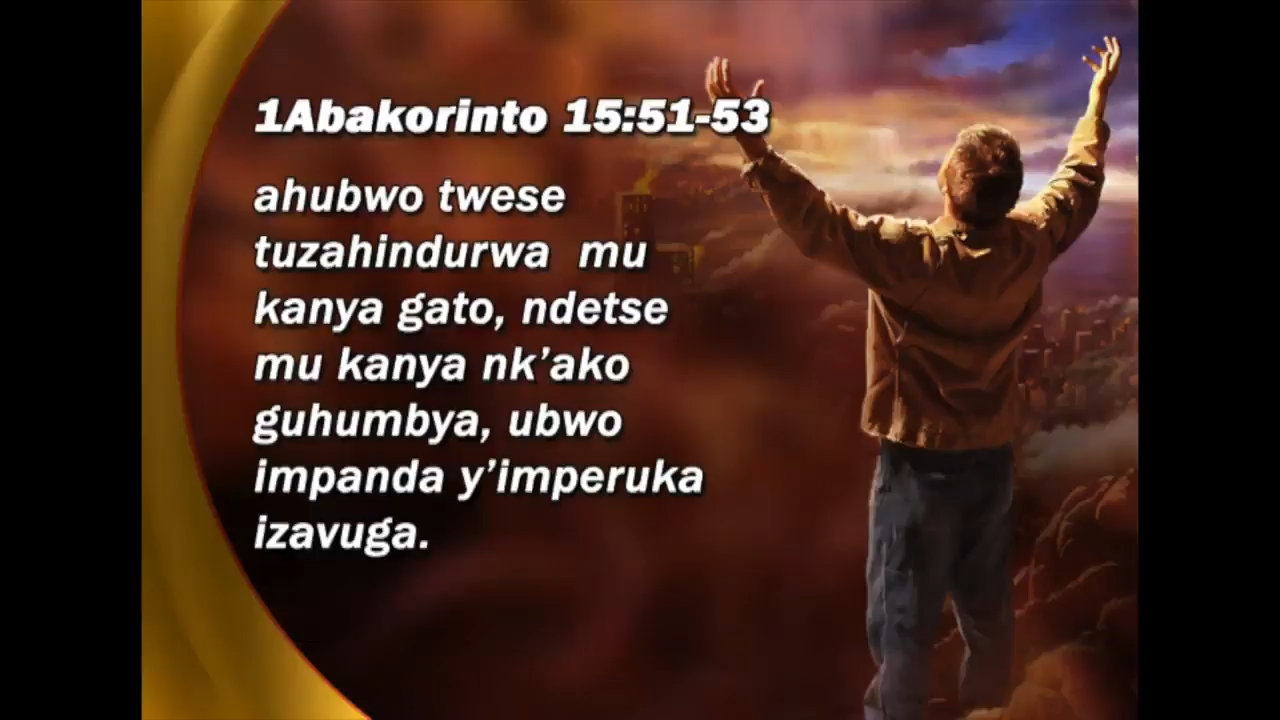 1Abakorinto 15:51-53
ahubwo twese
tuzahindurwa mu
kanya gato, ndetse
mu kanya nk’ako
guhumbya, ubwo
impanda y’imperuka
izavuga.